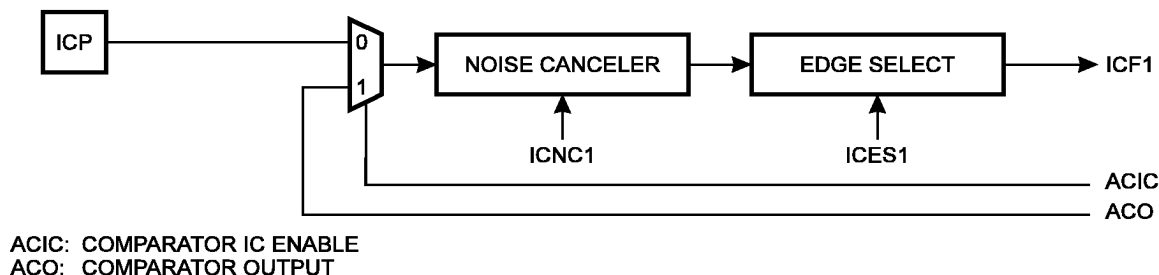 ICP
0
1
NOISE CANCELER
EDGE SELECT
ICF1
ICNC1
ICES1
ACIC
ACO
ACIC: COMPARATOR IC ENABLE
ACO: COMPARATOR OUTPUT